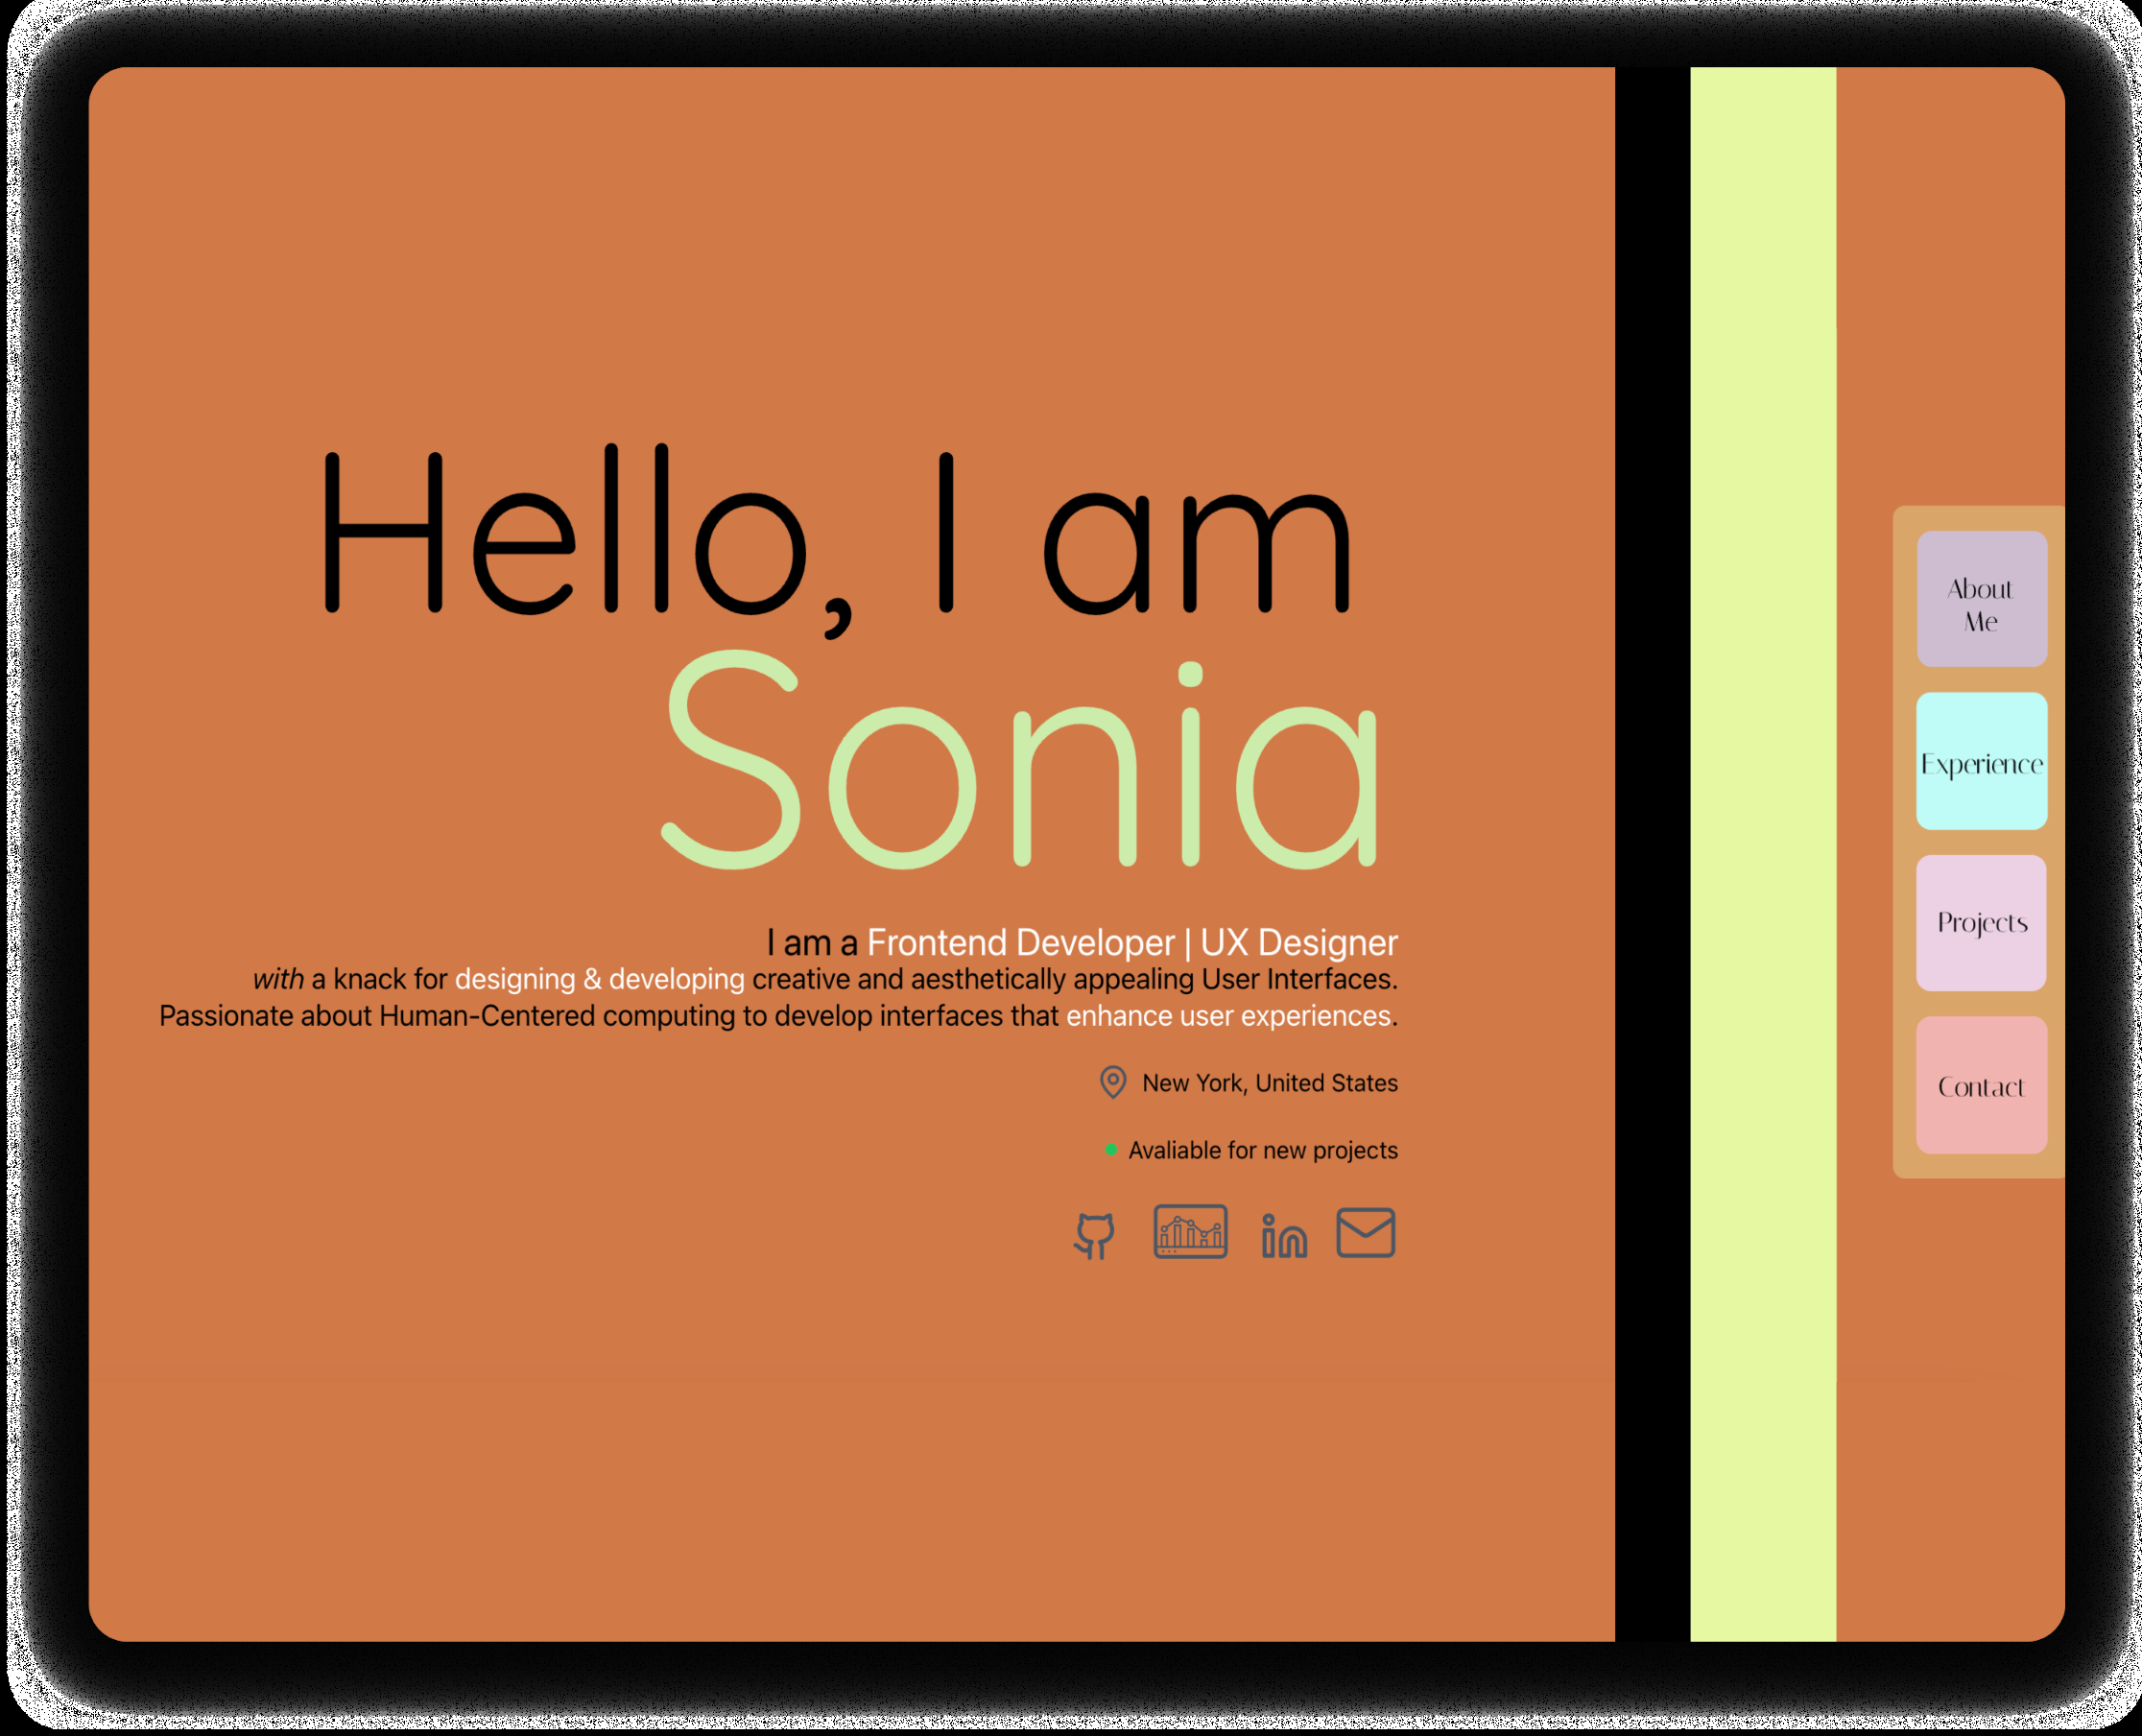 Hello, I am
Sonia
I am a Frontend Developer | UX Designer
with a knack for designing & developing creative and aesthetically appealing User Interfaces.
Passionate about Human-Centered computing to develop interfaces that enhance user experiences.
New York, United States
Avaliable for new projects
in
About
Me
Experience
Projects
Contact